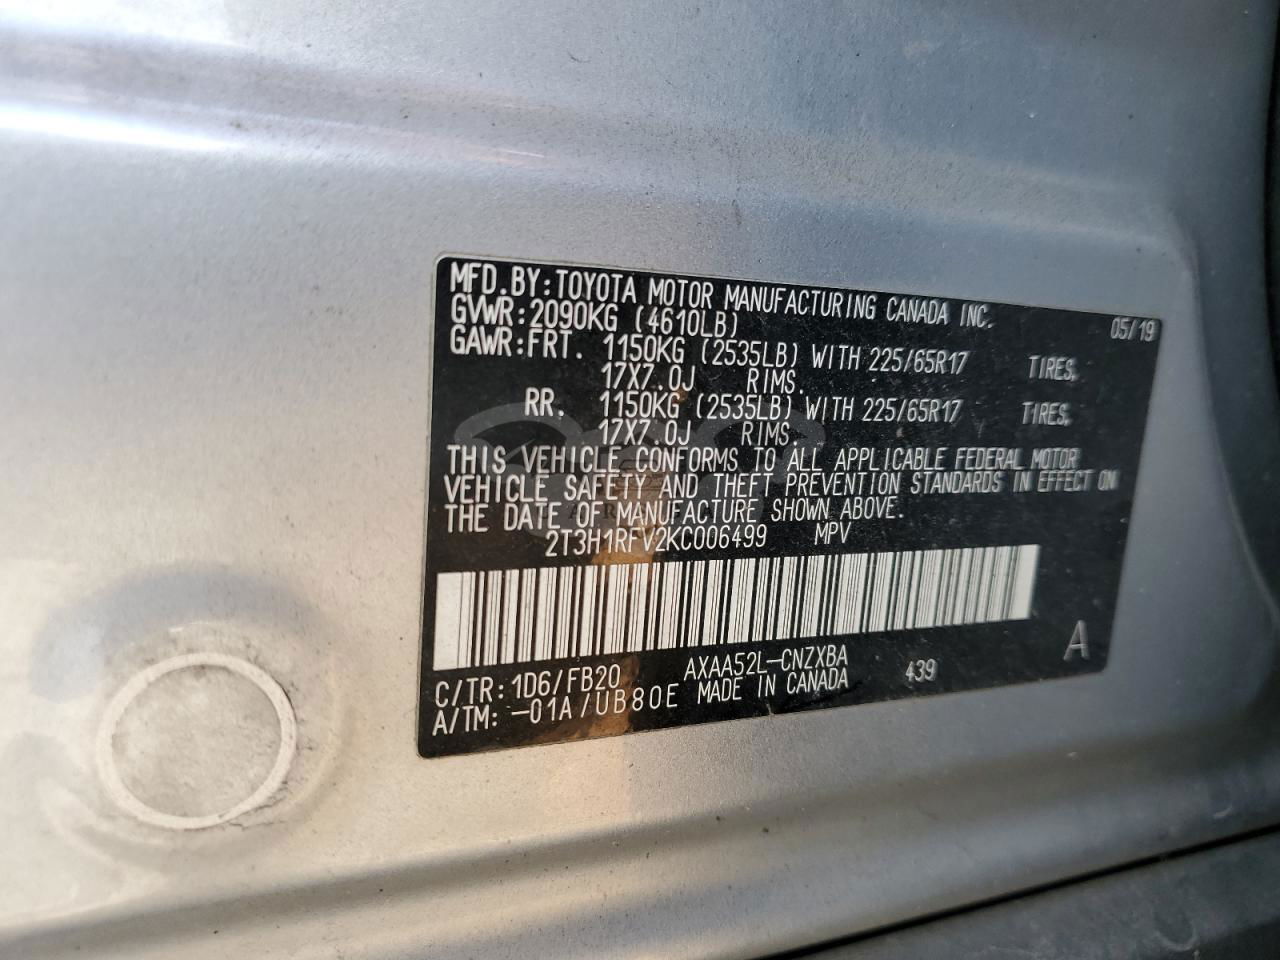 MFD.BY:TOYOTA MOTOR MANUFACTURING CANADA INC. 05/19
GVWR:2090KG (4610LB)
GAWR:FRT. 1150KG (2535LB) WITH 225/65R17 TIRES,
17X7.0J RIMS.
RR. 1150KG (2535LB) WITH 225/65R17 TIRES,
17X7.0J RIMS.
THIS VEHICLE CONFORMS TO ALL APPLICABLE FEDERAL MOTOR
VEHICLE SAFETY AND THEFT PREVENTION STANDARDS IN EFFECT ON
THE DATE OF MANUFACTURE SHOWN ABOVE.
2T3H1RFV2KC006499 MPV
A
C/TR:1D6/FB20 AXAA52L-CNZXBA 439
A/TM:-01A/UB80E MADE IN CANADA